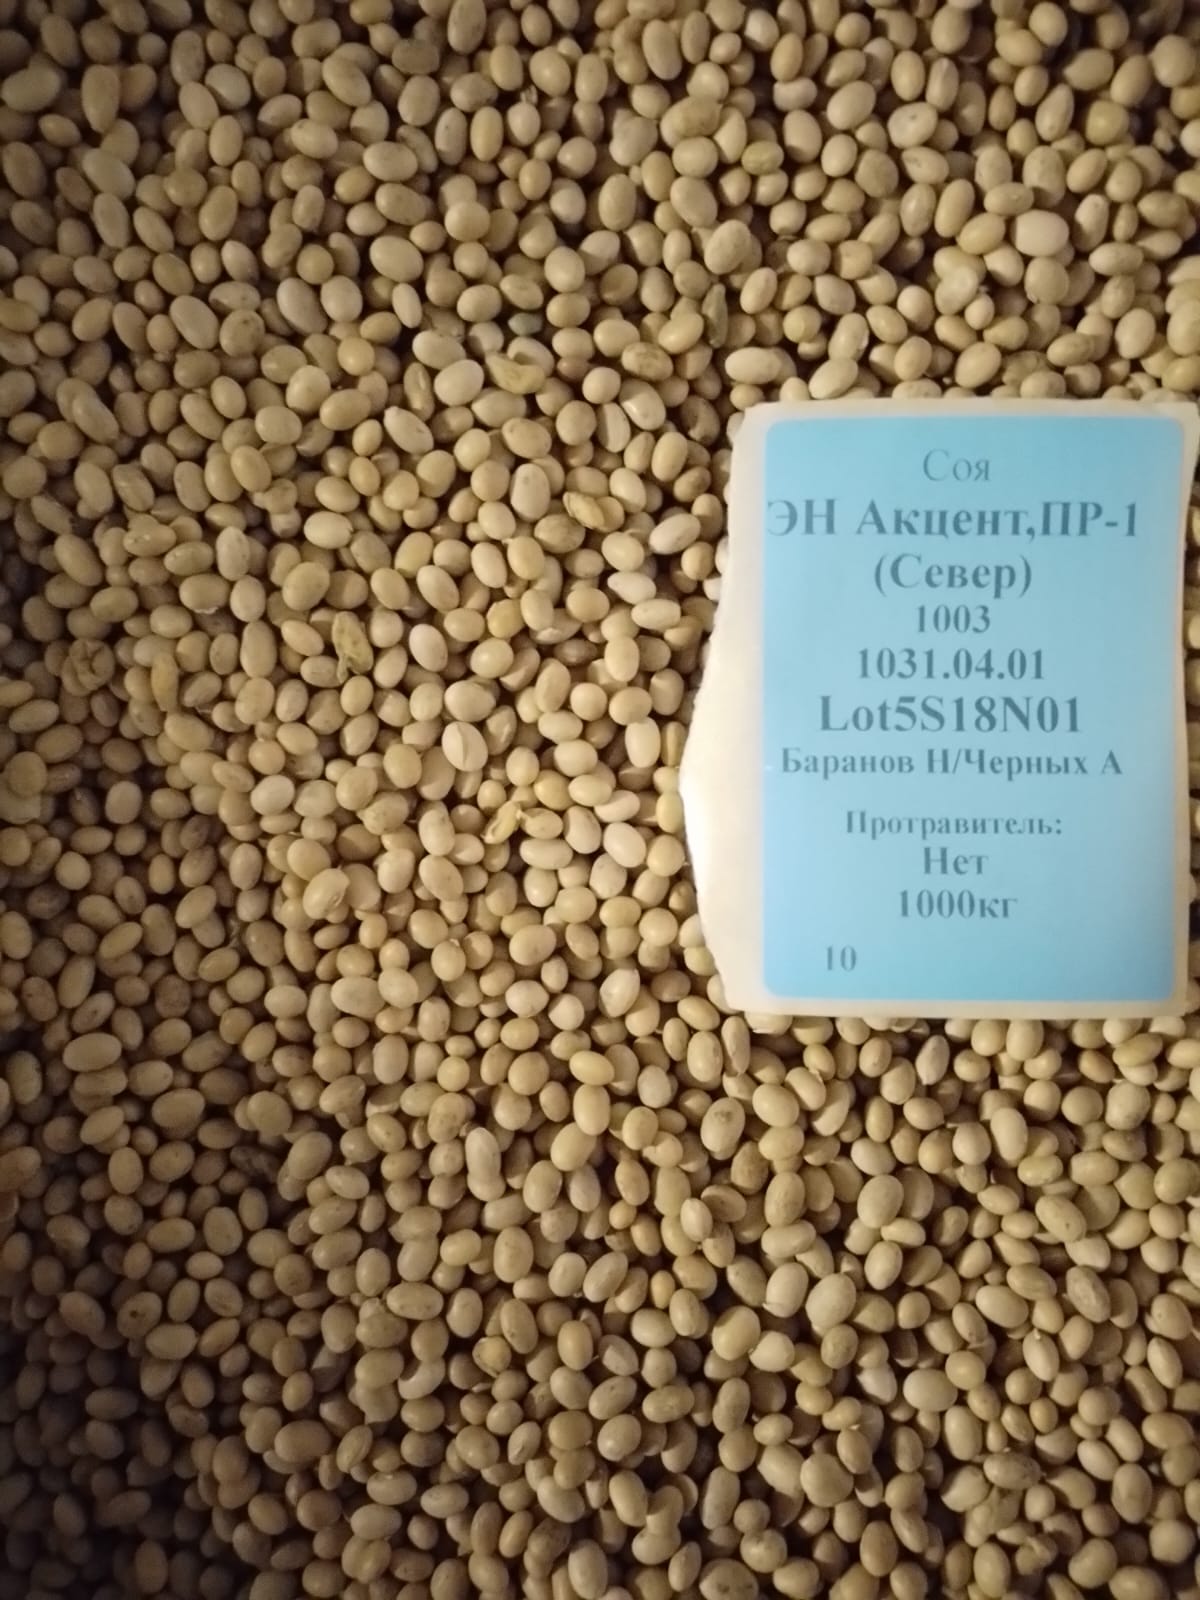 Соя
ЭН Акцент,ПР-1
(Север)
1003
1031.04.01
Lot5S18N01
Баранов Н/Черных А
Протравитель:
Нет
1000кг
10